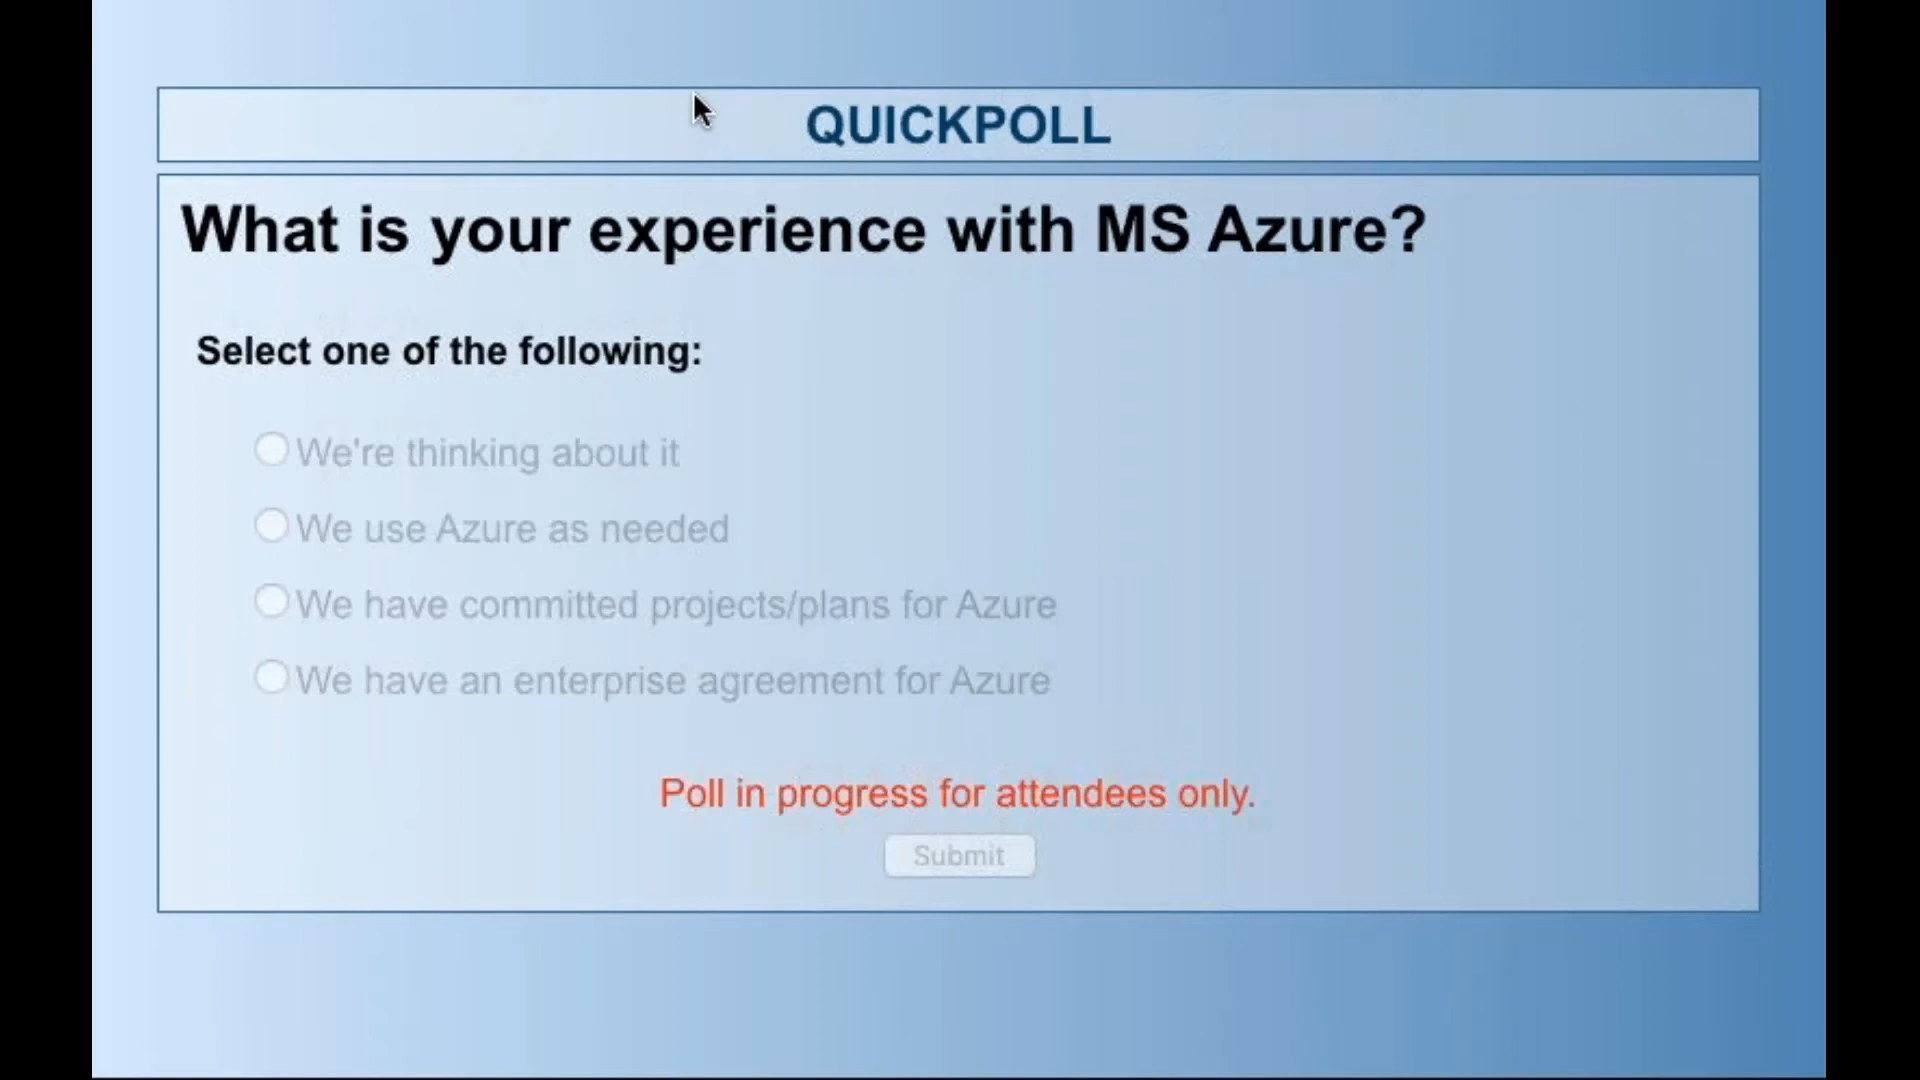 QUICKPOLL
What is your experience with MS Azure?
Select one of the following:
We're thinking about it
We use Azure as needed
We have committed projects/plans for Azure
We have an enterprise agreement for Azure
Poll in progress for attendees only.
Submit